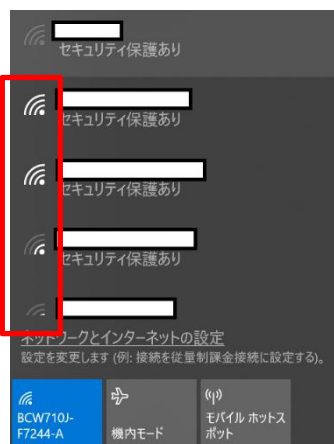 セキュリティ保護あり
セキュリティ保護あり
セキュリティ保護あり
セキュリティ保護あり
ネットワークとインターネットの設定
設定を変更します (例: 接続を従量制課金接続に設定する)。
BCW710J-
F7244-A
機内モード
モバイル ホットス
ポット